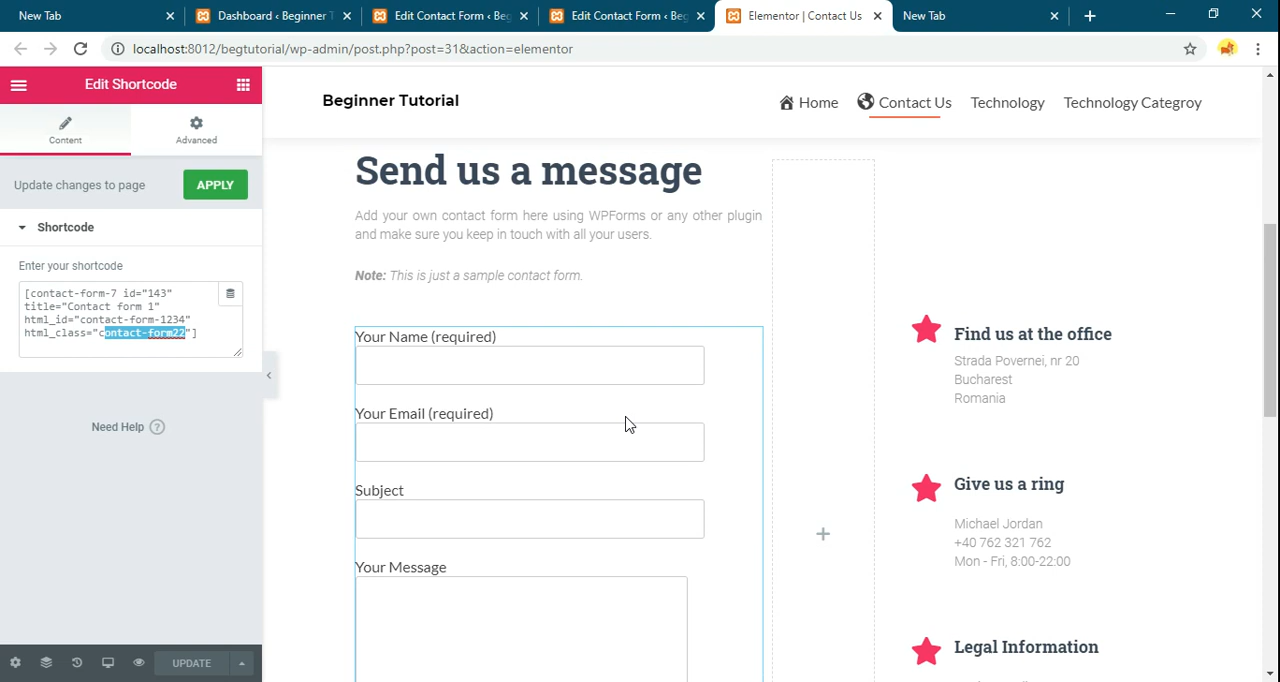 New Tab
Dashboard ‹ Beginner T
Edit Contact Form ‹ Beg
Edit Contact Form ‹ Beg
Elementor | Contact Us
New Tab
localhost:8012/begtutorial/wp-admin/post.php?post=31&action=elementor
Edit Shortcode
Content
Advanced
Update changes to page
APPLY
Shortcode
Enter your shortcode
[contact-form-7 id="143"
title="Contact form 1"
html_id="contact-form-1234"
html_class="contact-form22"]
Need Help ?
UPDATE
Beginner Tutorial
Home
Contact Us
Technology
Technology Categroy
Send us a message
Add your own contact form here using WPForms or any other plugin
and make sure you keep in touch with all your users.
Note: This is just a sample contact form.
Your Name (required)
Your Email (required)
Subject
Your Message
Find us at the office
Strada Povernei, nr 20
Bucharest
Romania
Give us a ring
Michael Jordan
+40 762 321 762
Mon - Fri, 8:00-22:00
Legal Information